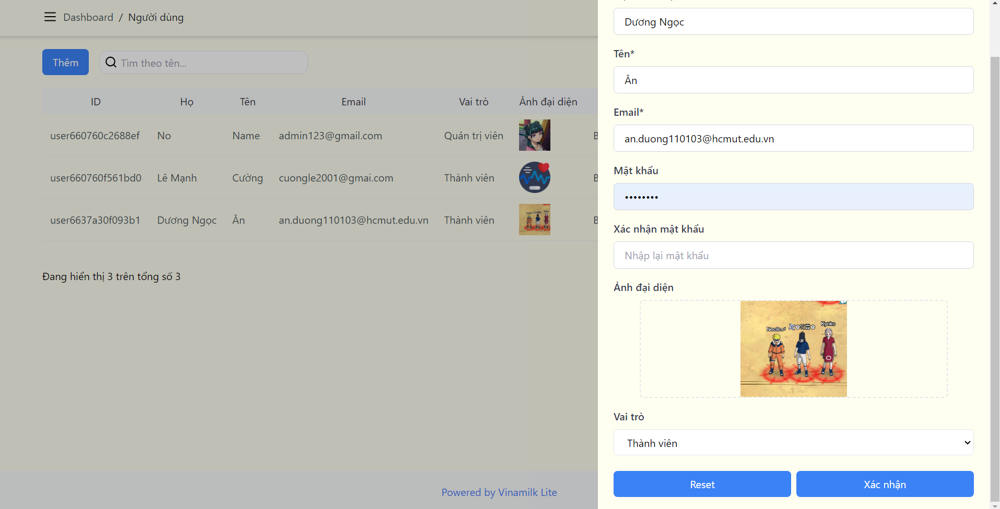 Dashboard / Người dùng
Thêm
Tìm theo tên...
ID Họ Tên Email Vai trò Ảnh đại diện
user660760c2688ef No Name admin123@gmail.com Quản trị viên
user660760f561bd0 Lê Mạnh Cường cuongle2001@gmai.com Thành viên
user6637a30f093b1 Dương Ngọc Ân an.duong110103@hcmut.edu.vn Thành viên
Đang hiển thị 3 trên tổng số 3
Powered by Vinamilk Lite
Dương Ngọc
Tên*
Ân
Email*
an.duong110103@hcmut.edu.vn
Mật khẩu
••••••••
Xác nhận mật khẩu
Nhập lại mật khẩu
Ảnh đại diện
Kyoko
Vai trò
Thành viên
Reset
Xác nhận